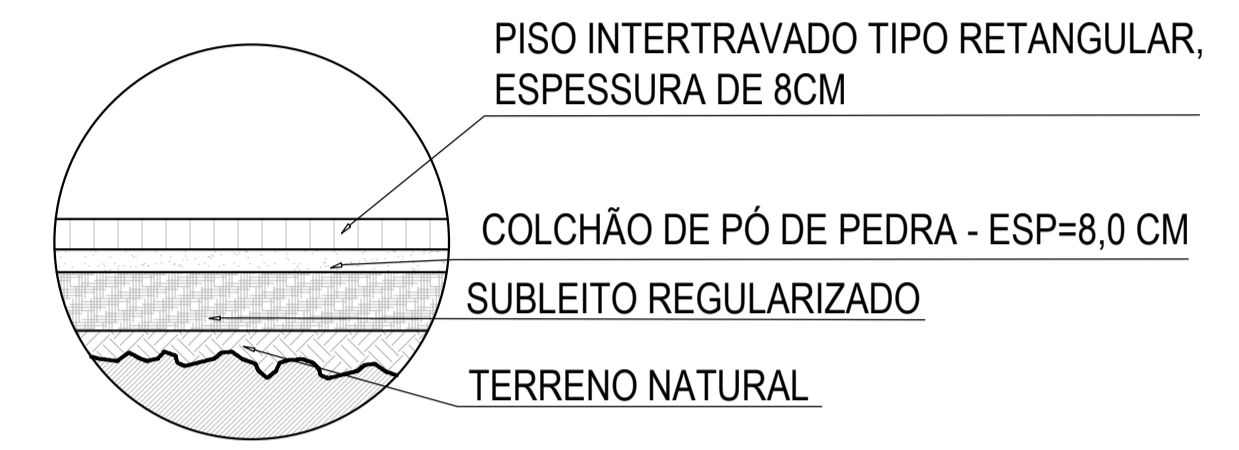 PISO INTERTRAVADO TIPO RETANGULAR,
ESPESSURA DE 8CM
COLCHÃO DE PÓ DE PEDRA - ESP=8,0 CM
SUBLEITO REGULARIZADO
TERRENO NATURAL